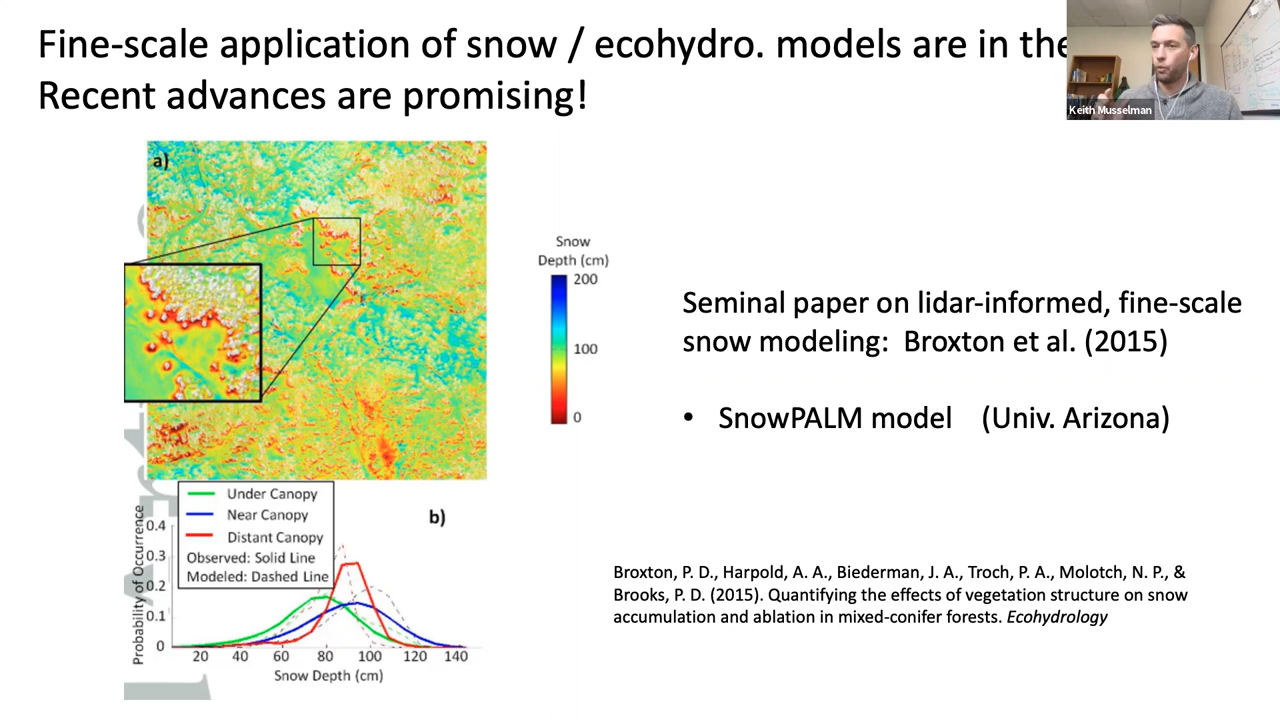 Fine-scale application of snow / ecohydro. models are in the
Recent advances are promising!
Keith Musselman
a)
Snow
Depth (cm)
200
100
0
Seminal paper on lidar-informed, fine-scale
snow modeling: Broxton et al. (2015)
• SnowPALM model (Univ. Arizona)
Under Canopy
Near Canopy
Distant Canopy
Observed: Solid Line
Modeled: Dashed Line
b)
Probability of Occurrence
0.4
0.3
0.2
0.1
0
20 40 60 80 100 120 140
Snow Depth (cm)
Broxton, P. D., Harpold, A. A., Biederman, J. A., Troch, P. A., Molotch, N. P., &
Brooks, P. D. (2015). Quantifying the effects of vegetation structure on snow
accumulation and ablation in mixed-conifer forests. Ecohydrology